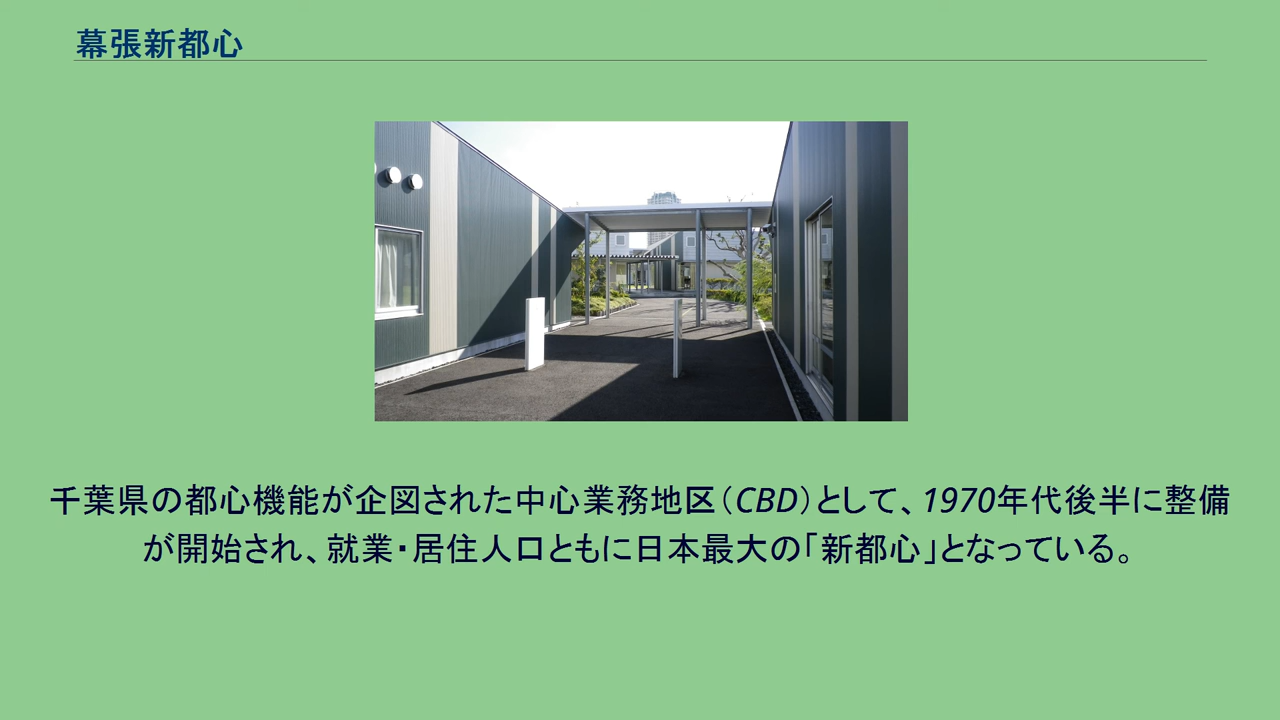 幕張新都心
千葉県の都心機能が企図された中心業務地区（CBD）として、1970年代後半に整備
が開始され、就業・居住人口ともに日本最大の「新都心」となっている。